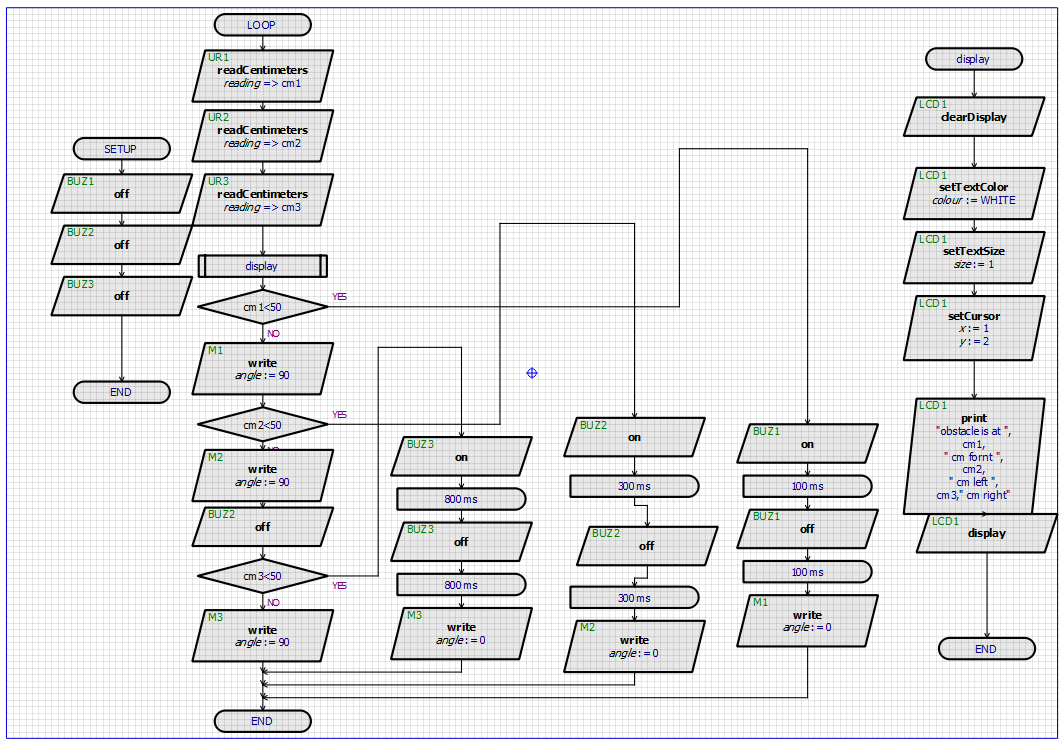 LOOP
UR1
readCentimeters
reading => cm1
UR2
readCentimeters
reading => cm2
UR3
readCentimeters
reading => cm3
display
cm1<50
YES
NO
M1
write
angle := 90
cm2<50
YES
NO
M2
write
angle := 90
BUZ2
off
cm3<50
YES
NO
M3
write
angle := 90
END
SETUP
BUZ1
off
BUZ2
off
BUZ3
off
END
BUZ3
on
800 ms
BUZ3
off
800 ms
M3
write
angle := 0
BUZ2
on
300 ms
BUZ2
off
300 ms
M2
write
angle := 0
BUZ1
on
100 ms
BUZ1
off
100 ms
M1
write
angle := 0
display
LCD1
clearDisplay
LCD1
setTextColor
colour := WHITE
LCD1
setTextSize
size := 1
LCD1
setCursor
x := 1
y := 2
LCD1
print
"obstacle is at ",
cm1,
" cm fornt ",
cm2,
" cm left ",
cm3," cm right"
LCD1
display
END